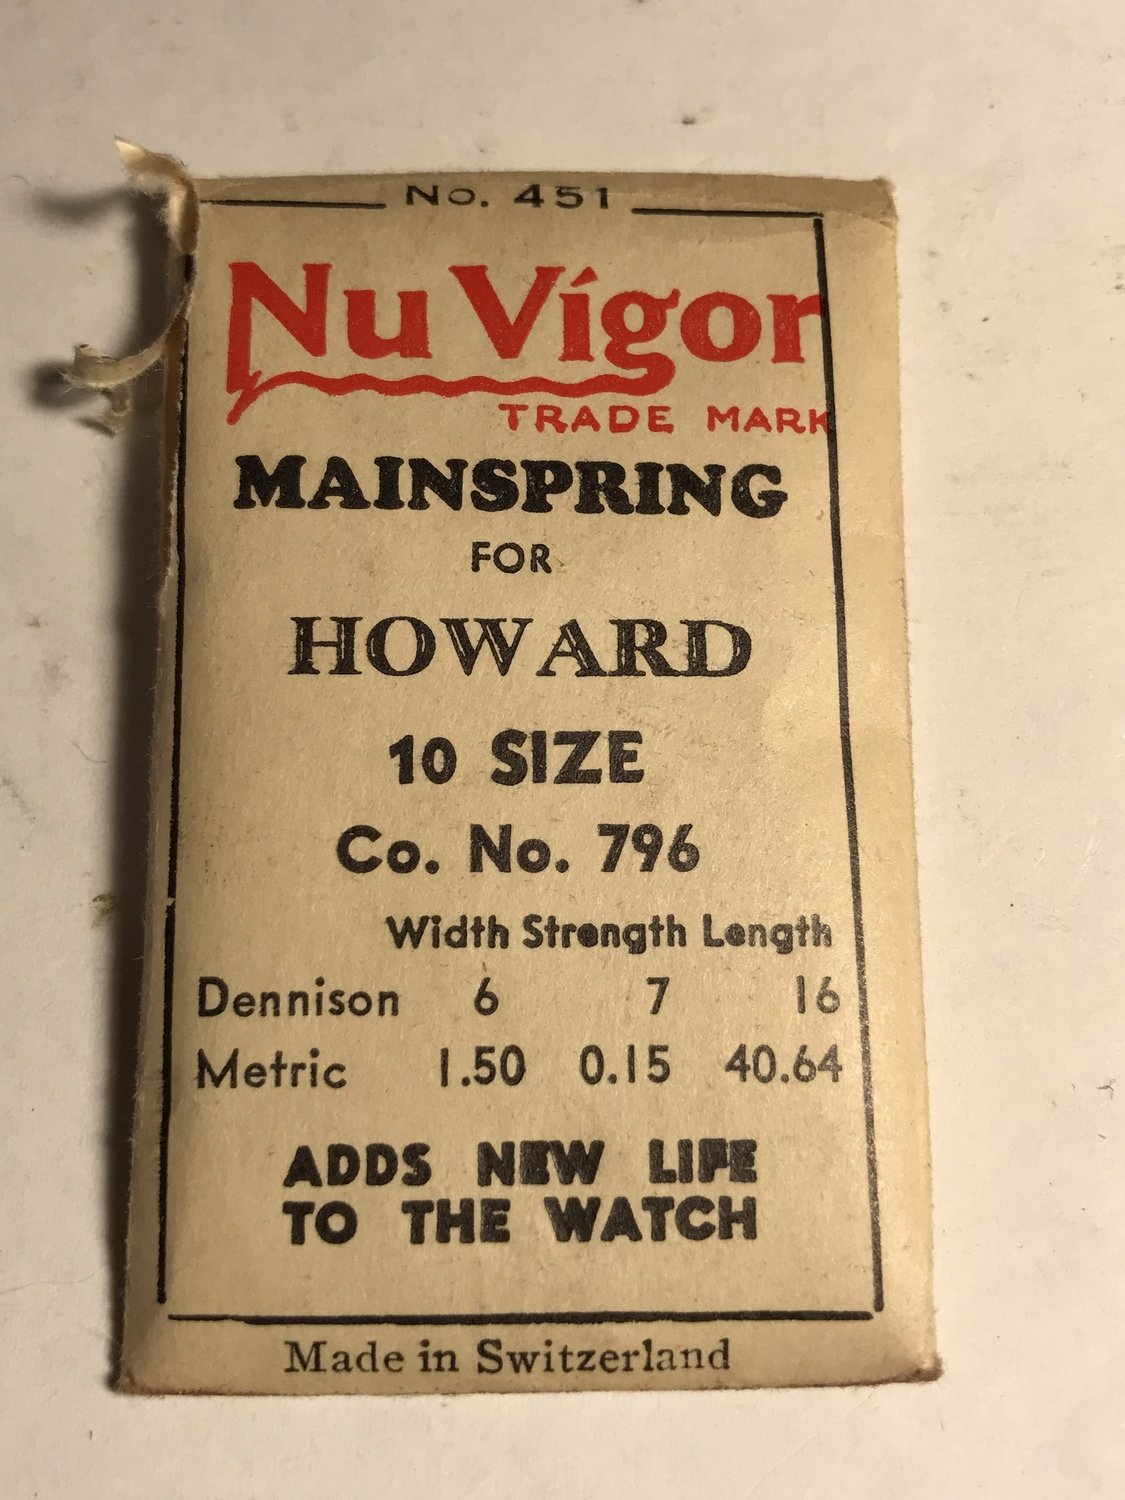 No. 451
Nu Vigor
TRADE MARK
MAINSPRING
FOR
HOWARD
10 SIZE
Co. No. 796
Width Strength Length
Dennison 6 7 16
Metric 1.50 0.15 40.64
ADDS NEW LIFE
TO THE WATCH
Made in Switzerland